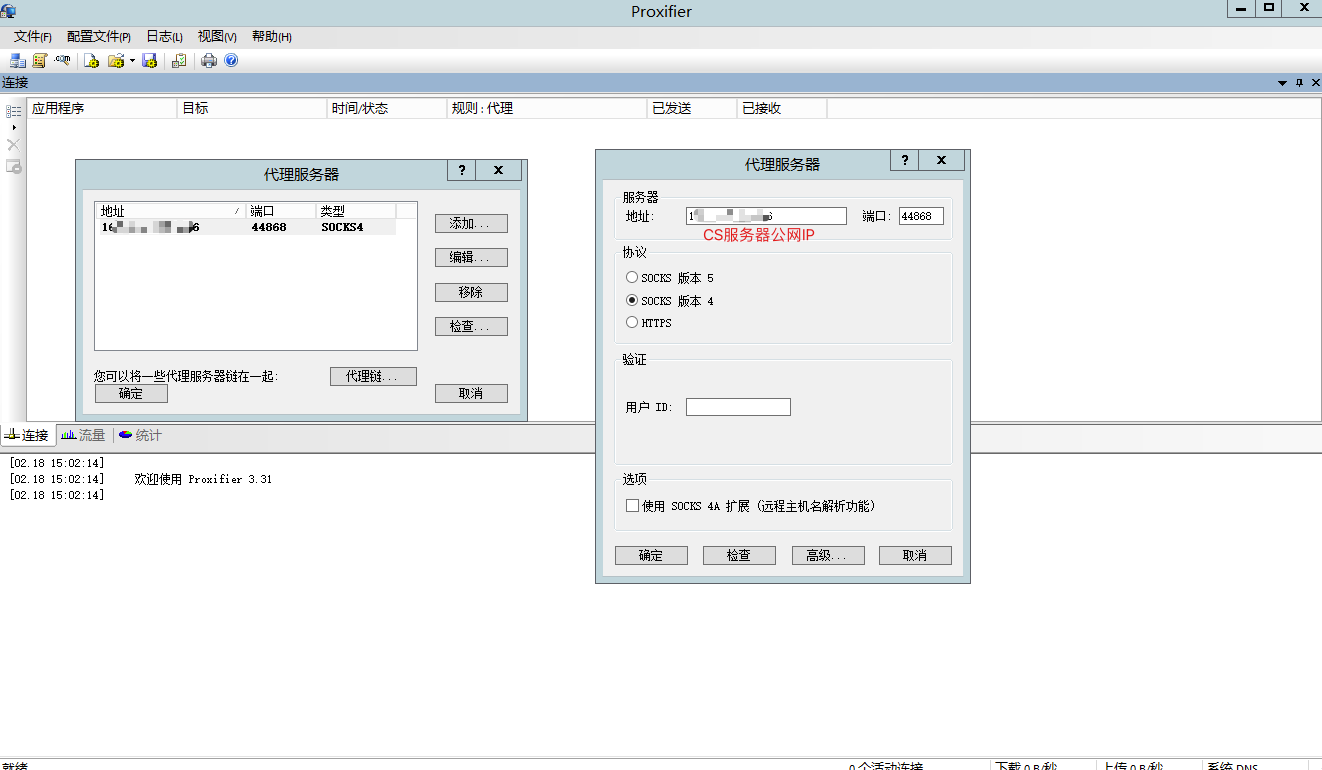 Proxifier
文件(F) 配置文件(P) 日志(L) 视图(V) 帮助(H)
连接
应用程序 目标 时间/状态 规则 : 代理 已发送 已接收
代理服务器
地址 端口 类型
44868 SOCKS4
添加...
编辑...
移除
检查...
您可以将一些代理服务器链在一起:
代理链...
确定 取消
代理服务器
服务器
地址: 端口: 44868
CS服务器公网IP
协议
SOCKS 版本 5
SOCKS 版本 4
HTTPS
验证
用户 ID:
选项
使用 SOCKS 4A 扩展 (远程主机名解析功能)
确定 检查 高级... 取消
连接 流量 统计
[02.18 15:02:14]
[02.18 15:02:14] 欢迎使用 Proxifier 3.31
[02.18 15:02:14]
就绪 0 个活动连接 下载 0 B/秒 上传 0 B/秒 系统 DNS